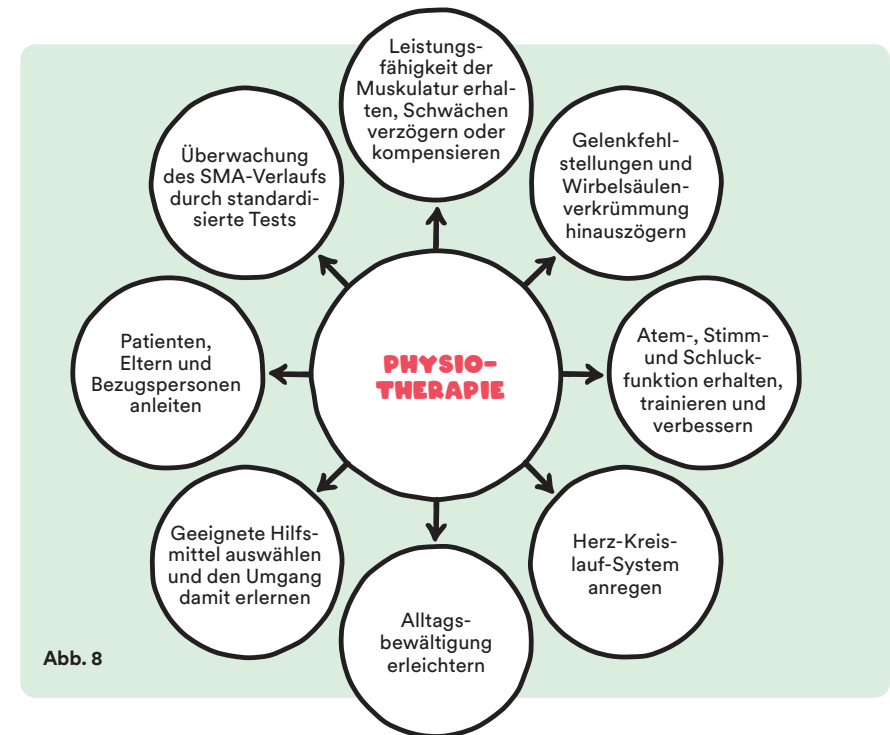 Leistungs-
fähigkeit der
Muskulatur erhal-
ten, Schwächen
verzögern oder
kompensieren
Gelenkfehl-
stellungen und
Wirbelsäulen-
verkrümmung
hinauszögern
Atem-, Stimm-
und Schluck-
funktion erhalten,
trainieren und
verbessern
Herz-Kreis-
lauf-System
anregen
Alltags-
bewältigung
erleichtern
Geeignete Hilfs-
mittel auswählen
und den Umgang
damit erlernen
Patienten,
Eltern und
Bezugspersonen
anleiten
Überwachung
des SMA-Verlaufs
durch standardi-
sierte Tests
PHYSIO-
THERAPIE
Abb. 8